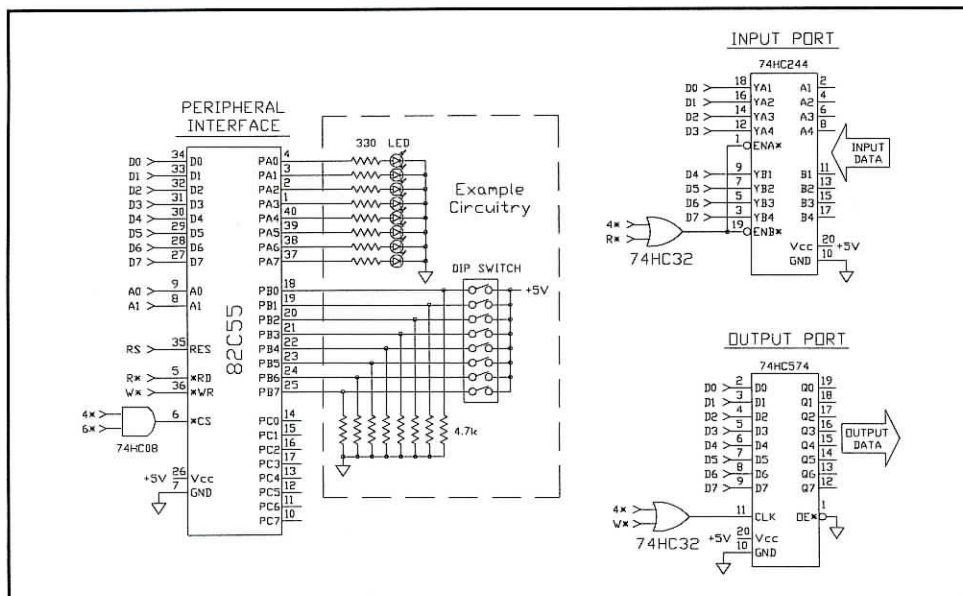 PERIPHERAL
INTERFACE
82C55
D0 34 D0
D1 33 D1
D2 32 D2
D3 31 D3
D4 30 D4
D5 29 D5
D6 28 D6
D7 27 D7
A0 9 A0
A1 8 A1
RS 35 RES
R* 5 *RD
W* 36 *WR
4*
6*
74HC08
6 *CS
+5V 26 Vcc
7 GND
PA0 4
PA1 3
PA2 2
PA3 1
PA4 40
PA5 39
PA6 38
PA7 37
PB0 18
PB1 19
PB2 20
PB3 21
PB4 22
PB5 23
PB6 24
PB7 25
PC0 14
PC1 15
PC2 16
PC3 17
PC4 13
PC5 12
PC6 11
PC7 10
330 LED
Example
Circuitry
DIP SWITCH
+5V
4.7k
INPUT PORT
74HC244
D0 18 YA1 A1 2
D1 16 YA2 A2 4
D2 14 YA3 A3 6
D3 12 YA4 A4 8
1 ENA*
INPUT
DATA
D4 9 YB1 B1 11
D5 7 YB2 B2 13
D6 5 YB3 B3 15
D7 3 YB4 B4 17
19 ENB*
4*
R*
74HC32
Vcc 20 +5V
GND 10
OUTPUT PORT
74HC574
D0 2 D0 Q0 19
D1 3 D1 Q1 18
D2 4 D2 Q2 17
D3 5 D3 Q3 16
D4 6 D4 Q4 15
D5 7 D5 Q5 14
D6 8 D6 Q6 13
D7 9 D7 Q7 12
OUTPUT
DATA
4*
W*
74HC32
11 CLK OE* 1
+5V 20 Vcc
10 GND